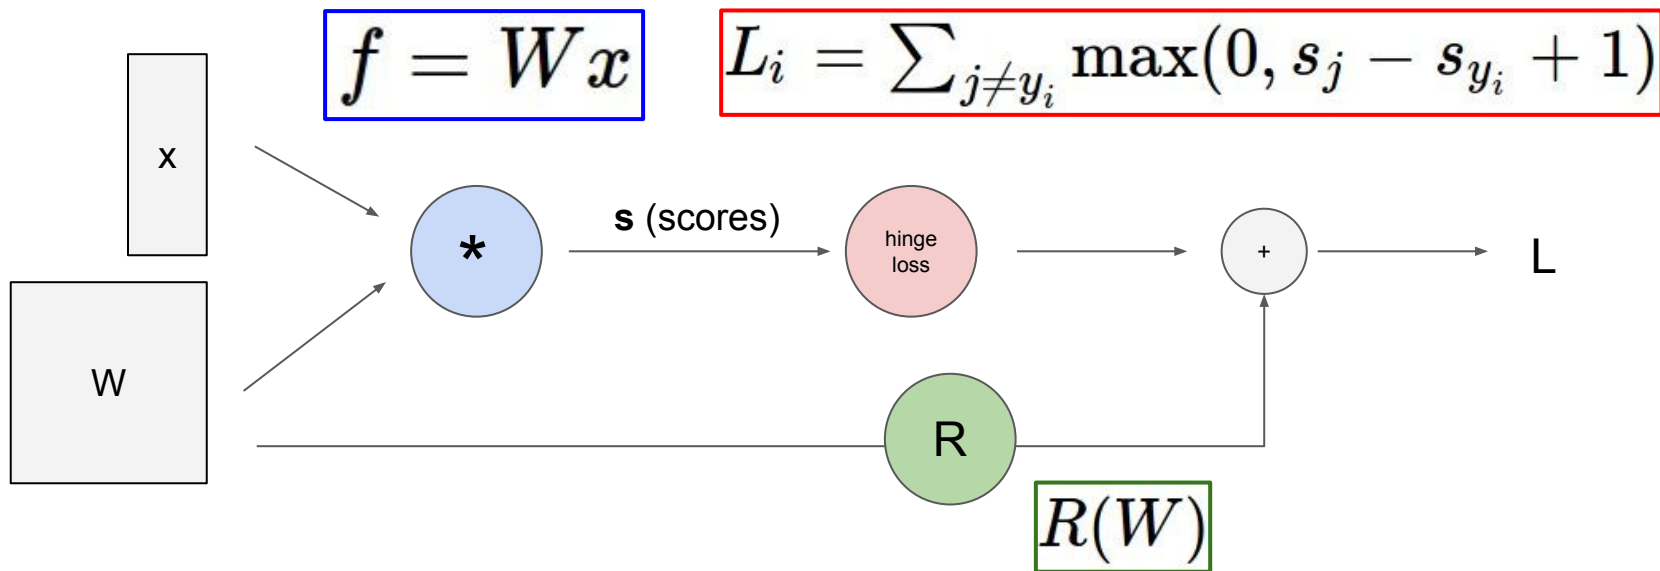 f = Wx
L_i = ∑_{j≠y_i} max(0, s_j − s_{y_i} + 1)
x
s (scores)
*
hinge
loss
+
L
W
R
R(W)